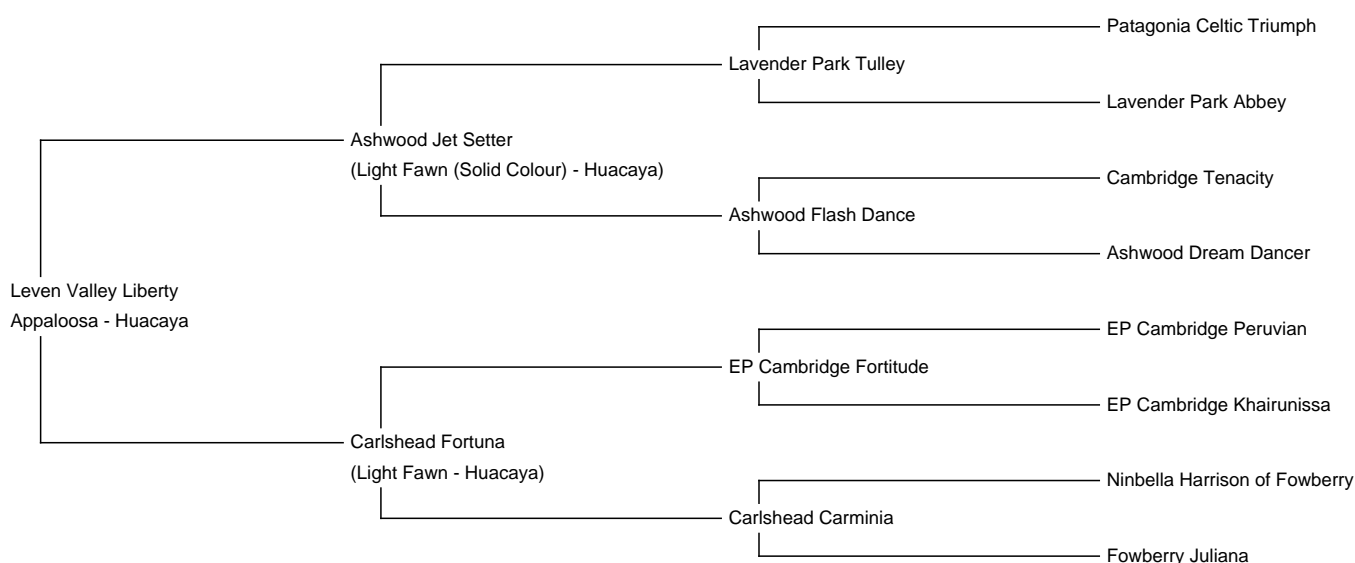 Patagonia Celtic Triumph
Lavender Park Tulley
Lavender Park Abbey
Ashwood Jet Setter
(Light Fawn (Solid Colour) - Huacaya)
Cambridge Tenacity
Ashwood Flash Dance
Ashwood Dream Dancer
Leven Valley Liberty
Appaloosa - Huacaya
EP Cambridge Peruvian
EP Cambridge Fortitude
EP Cambridge Khairunissa
Carlshead Fortuna
(Light Fawn - Huacaya)
Ninbella Harrison of Fowberry
Carlshead Carminia
Fowberry Juliana